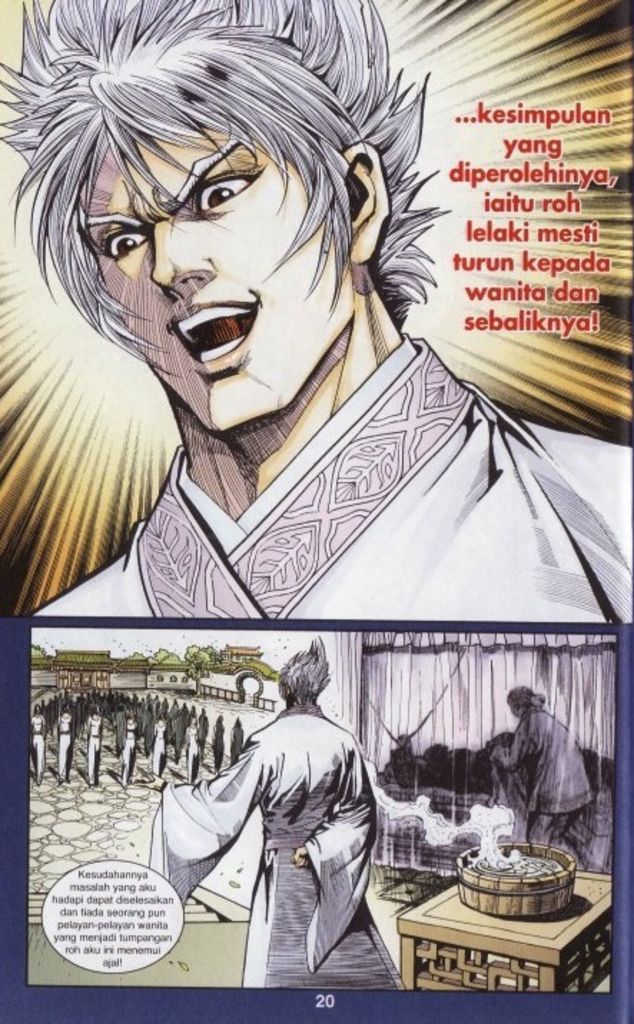 ...kesimpulan
yang
diperolehinya,
iaitu roh
lelaki mesti
turun kepada
wanita dan
sebaliknya!
Kesudahannya
masalah yang aku
hadapi dapat diselesaikan
dan tiada seorang pun
pelayan-pelayan wanita
yang menjadi tumpangan
roh aku ini menemui
ajal!
20